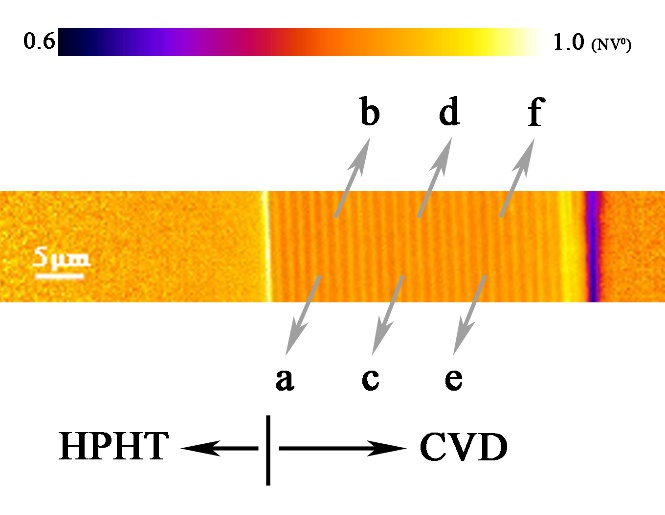 0.6 1.0 (NV⁰)
b d f
5µm
a c e
HPHT CVD